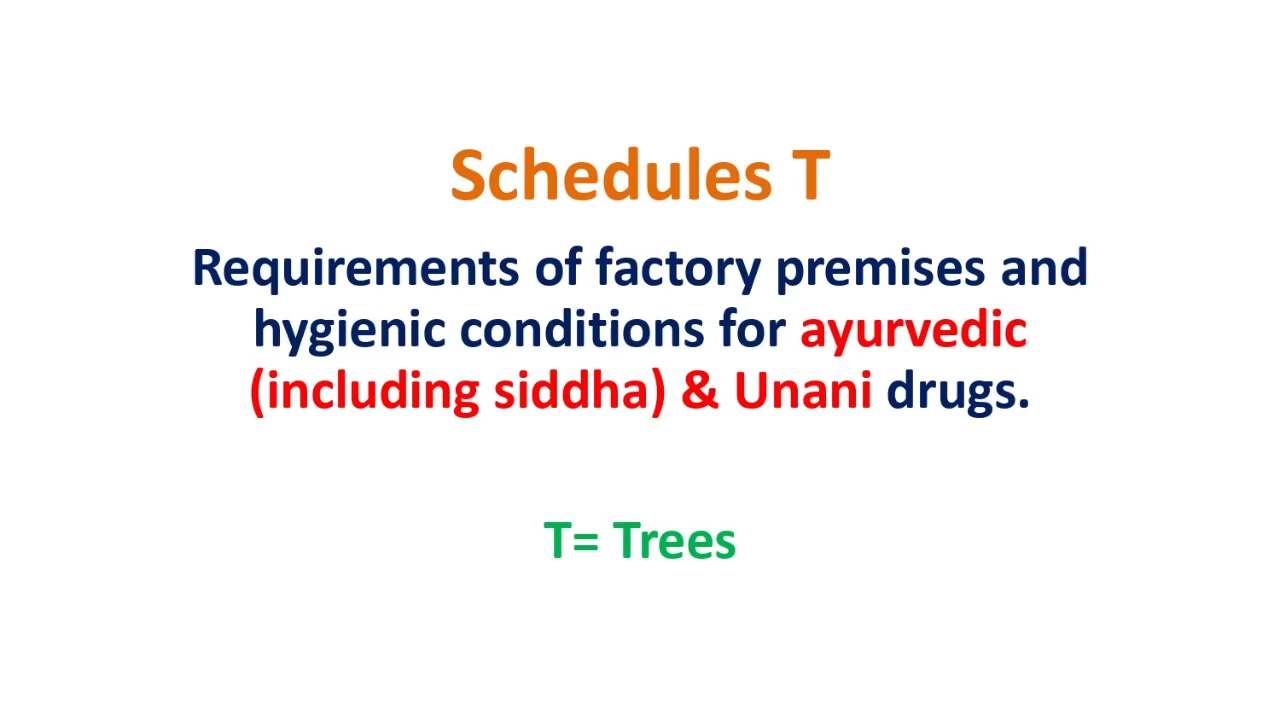 Schedules T
Requirements of factory premises and
hygienic conditions for ayurvedic
(including siddha) & Unani drugs.
T= Trees